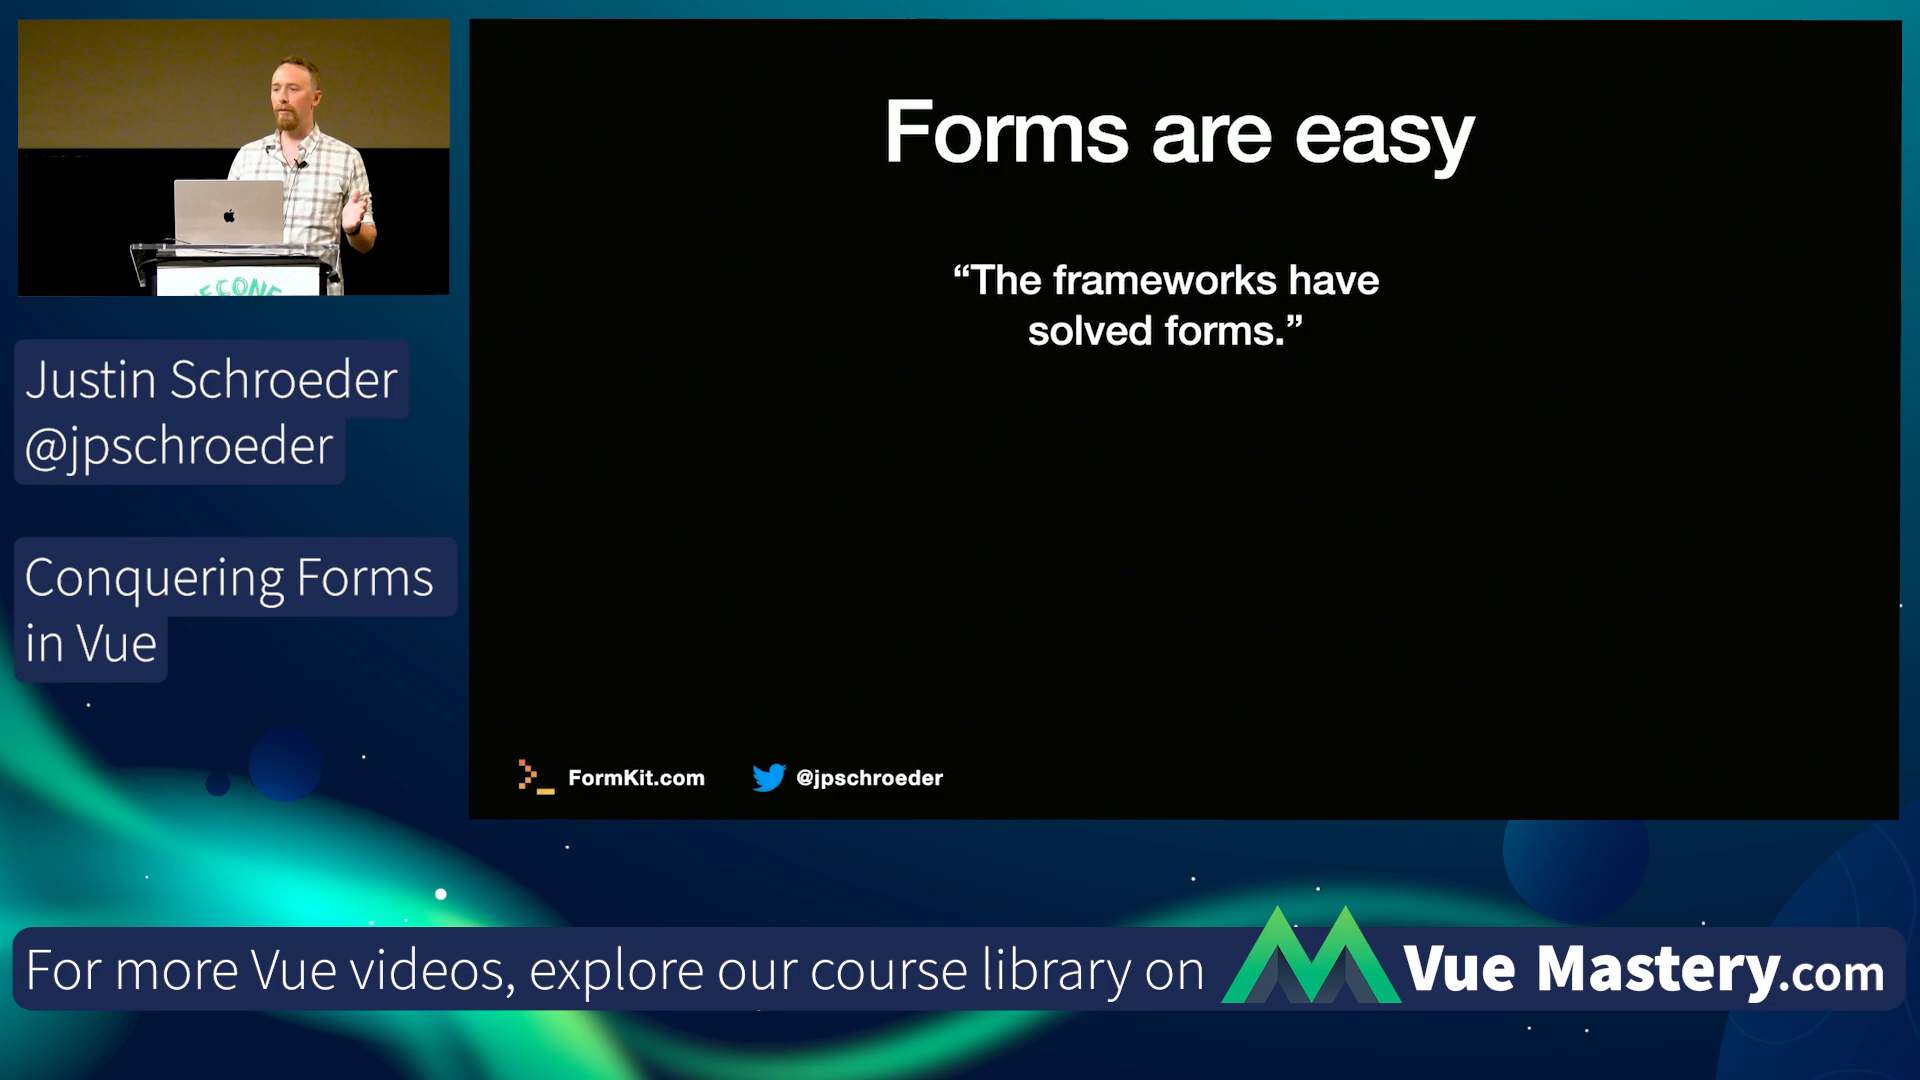 Forms are easy
“The frameworks have
solved forms.”
FormKit.com
@jpschroeder
Justin Schroeder
@jpschroeder
Conquering Forms
in Vue
For more Vue videos, explore our course library on
Vue Mastery.com